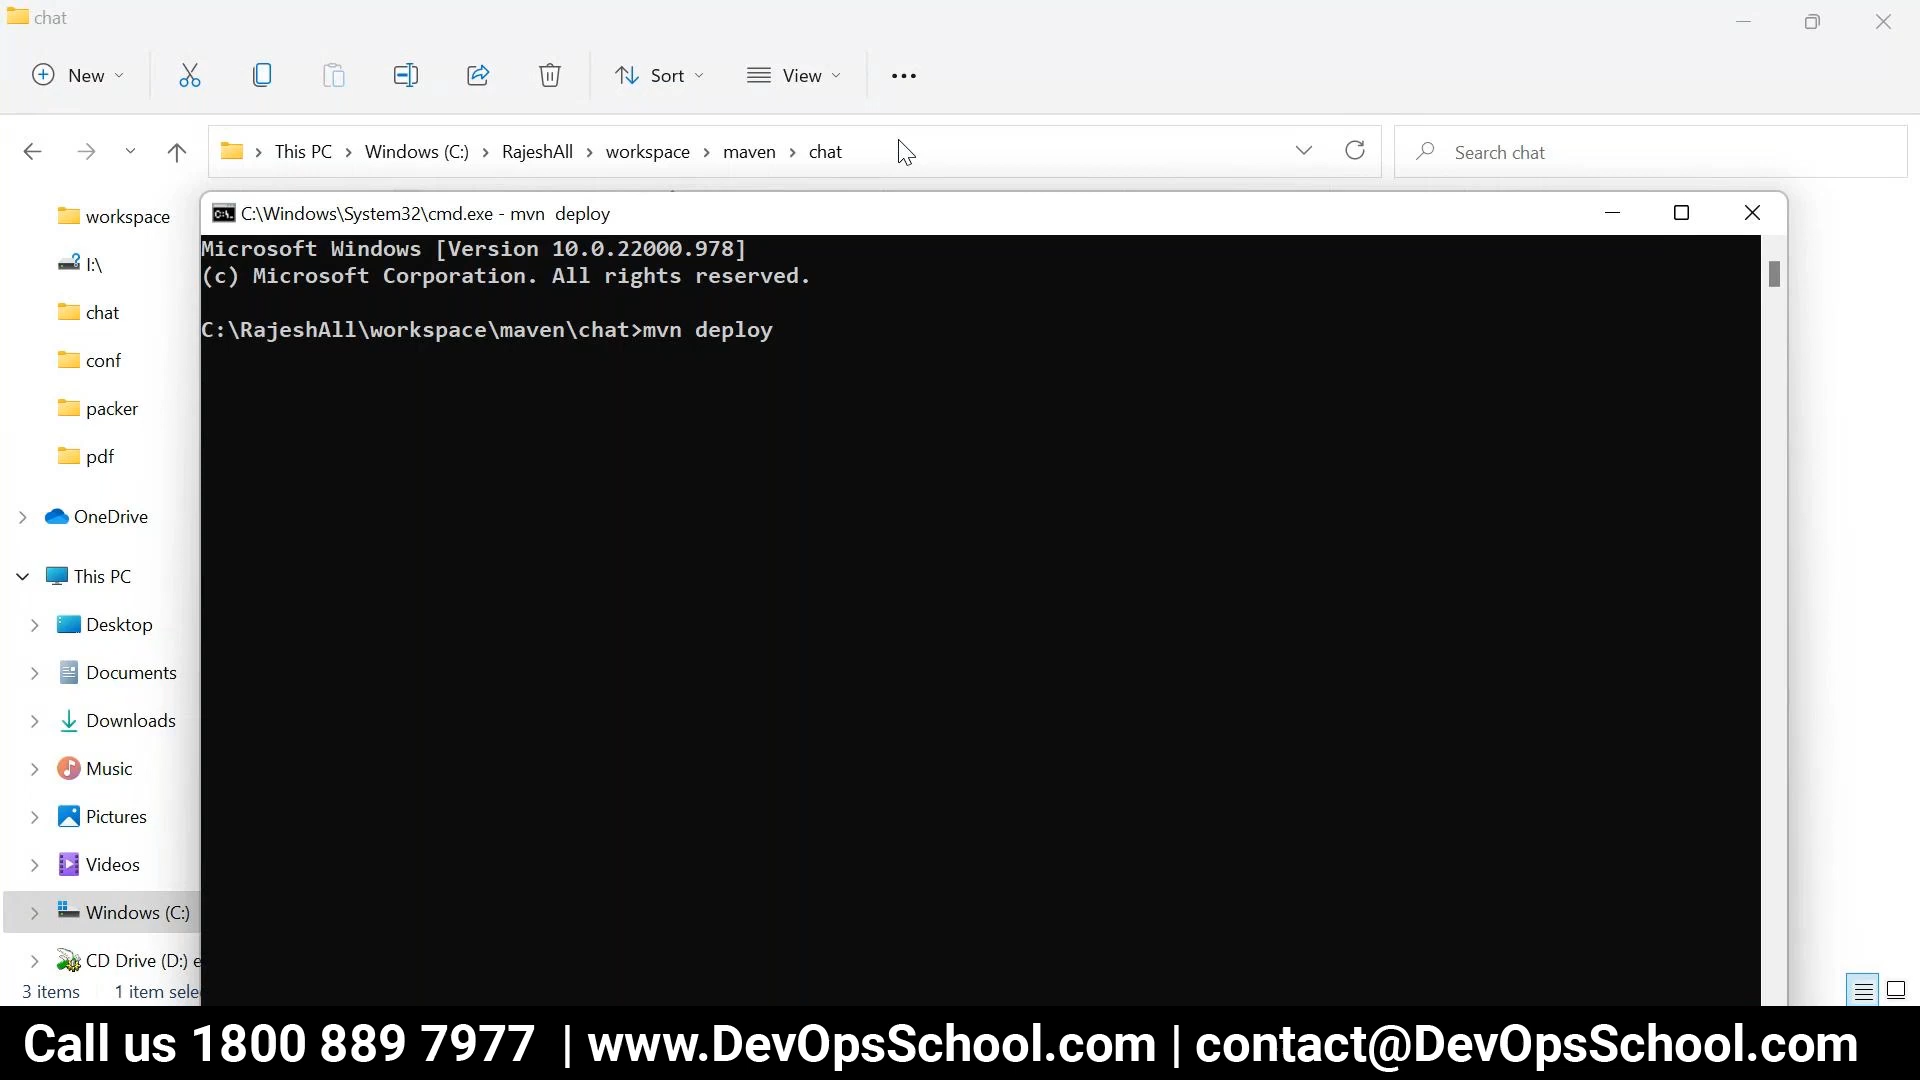 chat
New
Sort
View
This PC
Windows (C:)
RajeshAll
workspace
maven
chat
Search chat
workspace
I:\
chat
conf
packer
pdf
OneDrive
This PC
Desktop
Documents
Downloads
Music
Pictures
Videos
Windows (C:)
CD Drive (D:) e
3 items
1 item sele
C:\Windows\System32\cmd.exe - mvn deploy
Microsoft Windows [Version 10.0.22000.978]
(c) Microsoft Corporation. All rights reserved.
C:\RajeshAll\workspace\maven\chat>mvn deploy
Call us 1800 889 7977 | www.DevOpsSchool.com | contact@DevOpsSchool.com